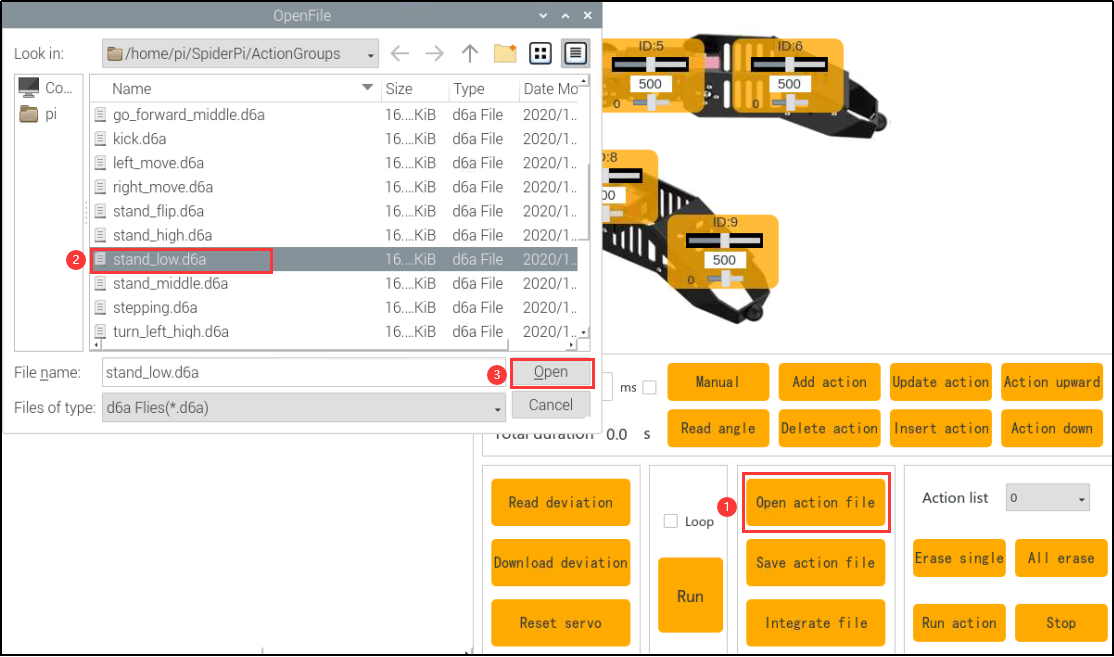 OpenFile
Look in:
/home/pi/SpiderPi/ActionGroups
Co...
pi
Name Size Type Date Mo
go_forward_middle.d6a 16....KiB d6a File 2020/1..
kick.d6a 16....KiB d6a File 2020/1..
left_move.d6a 16....KiB d6a File 2020/1..
right_move.d6a 16....KiB d6a File 2020/1..
stand_flip.d6a 16....KiB d6a File 2020/1..
stand_high.d6a 16....KiB d6a File 2020/1..
2 stand_low.d6a 16....KiB d6a File 2020/1..
stand_middle.d6a 16....KiB d6a File 2020/1..
stepping.d6a 16....KiB d6a File 2020/1..
turn_left_high.d6a 16....KiB d6a File 2020/1..
File name: stand_low.d6a 3 Open
Files of type: d6a Flies(*.d6a) Cancel
ID:5
500
0
ID:6
500
0
D:8
00
ID:9
500
0
ms Manual Add action Update action Action upward
Total duration 0.0 s Read angle Delete action Insert action Action down
Read deviation
Download deviation
Reset servo
Loop
Run
1 Open action file
Save action file
Integrate file
Action list 0
Erase single All erase
Run action Stop